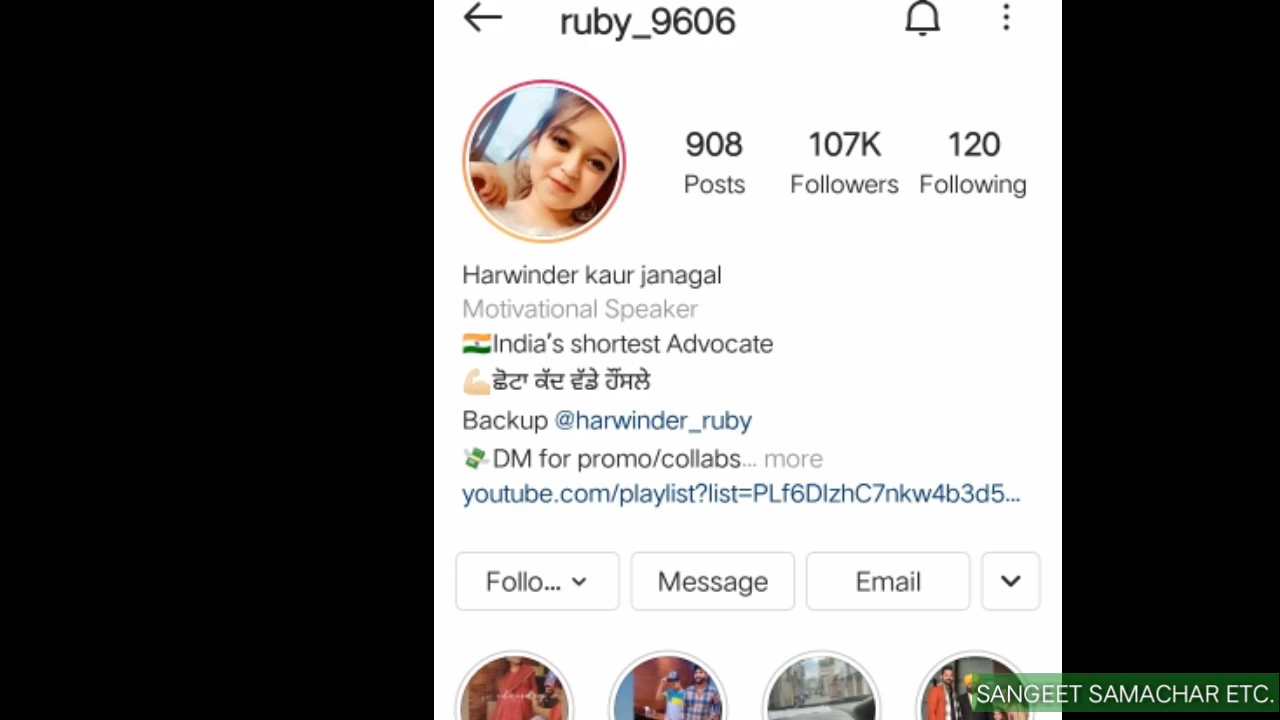 ruby_9606
908 107K 120
Posts Followers Following
Harwinder kaur janagal
Motivational Speaker
🇮🇳India's shortest Advocate
💪🏻ਛੋਟਾ ਕੱਦ ਵੱਡੇ ਹੌਂਸਲੇ
Backup @harwinder_ruby
💸DM for promo/collabs... more
youtube.com/playlist?list=PLf6DIzhC7nkw4b3d5...
Follo... Message Email
SANGEET SAMACHAR ETC.